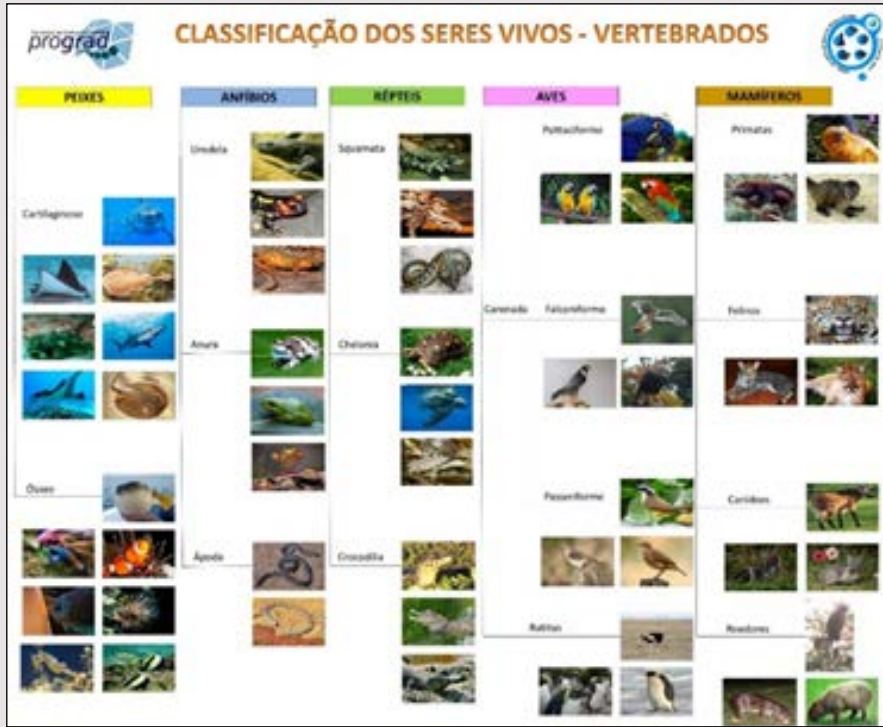 prograd
CLASSIFICAÇÃO DOS SERES VIVOS - VERTEBRADOS
PEIXES
ANFÍBIOS
RÉPTEIS
AVES
MAMÍFEROS
Cartilaginoso
Ósseo
Urodela
Anura
Ápoda
Squamata
Chelonia
Crocodilia
Psittaciforme
Carenada
Falconiforme
Passeriforme
Ratitas
Primatas
Felinos
Canídeos
Roedores